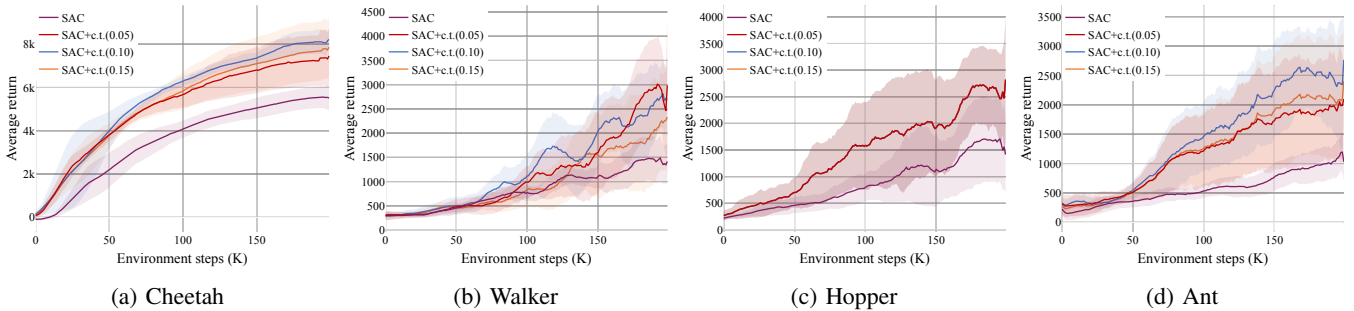 SAC
SAC+c.t.(0.05)
SAC+c.t.(0.10)
SAC+c.t.(0.15)
Average return
8k
6k
4k
2k
0
0
50
100
150
Environment steps (K)
(a) Cheetah
SAC
SAC+c.t.(0.05)
SAC+c.t.(0.10)
SAC+c.t.(0.15)
Average return
4500
4000
3500
3000
2500
2000
1500
1000
500
0
0
50
100
150
Environment steps (K)
(b) Walker
SAC
SAC+c.t.(0.05)
SAC+c.t.(0.10)
SAC+c.t.(0.15)
Average return
4000
3500
3000
2500
2000
1500
1000
500
0
0
50
100
150
Environment steps (K)
(c) Hopper
SAC
SAC+c.t.(0.05)
SAC+c.t.(0.10)
SAC+c.t.(0.15)
Average return
3500
3000
2500
2000
1500
1000
500
0
0
50
100
150
Environment steps (K)
(d) Ant